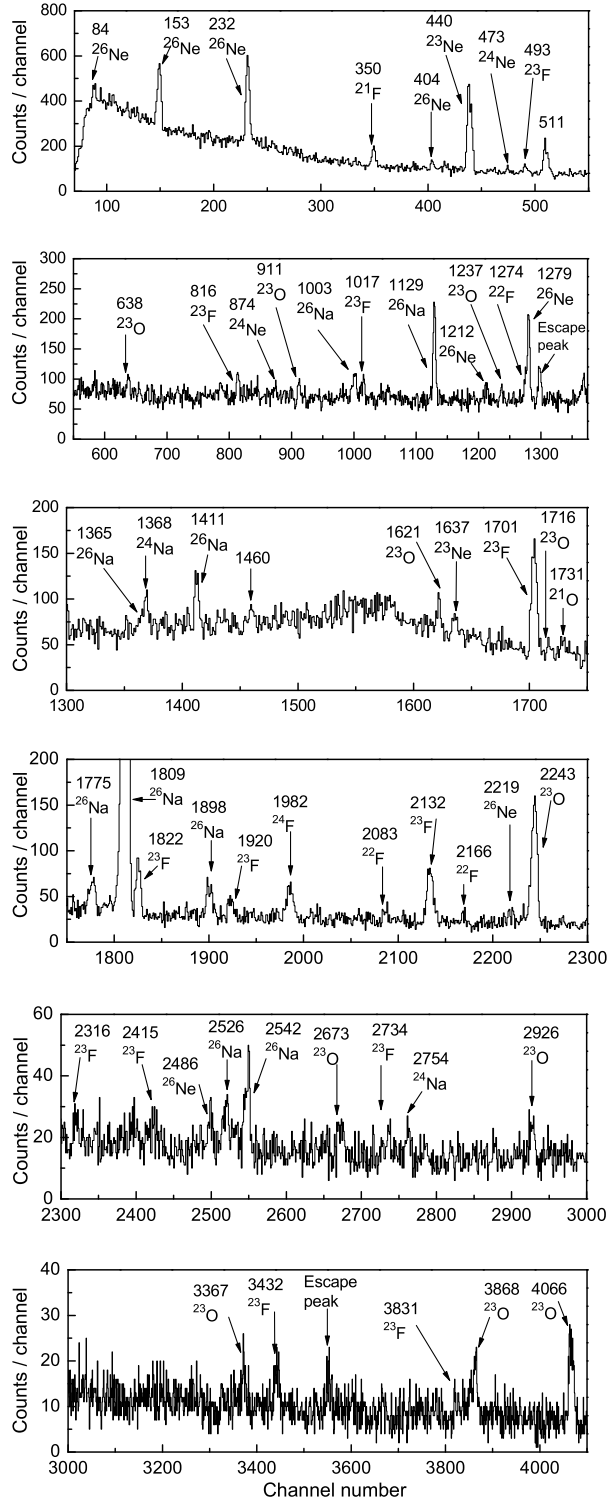 800
600
400
200
0
Counts / channel
84
²⁶Ne
153
²⁶Ne
232
²⁶Ne
350
²¹F
404
²⁶Ne
440
²³Ne
473
²⁴Ne
493
²³F
511
100 200 300 400 500
300
250
200
150
100
50
0
Counts / channel
638
²³O
816
²³F
874
²⁴Ne
911
²³O
1003
²⁶Na
1017
²³F
1129
²⁶Na
1212
²⁶Ne
1237
²³O
1274
²²F
1279
²⁶Ne
Escape
peak
600 700 800 900 1000 1100 1200 1300
200
150
100
50
0
Counts / channel
1365
²⁶Na
1368
²⁴Na
1411
²⁶Na
1460
1621
²³O
1637
²³Ne
1701
²³F
1716
²³O
1731
²¹O
1300 1400 1500 1600 1700
200
150
100
50
0
Counts / channel
1775
²⁶Na
1809
²⁶Na
1822
²³F
1898
²⁶Na
1920
²³F
1982
²⁴F
2083
²²F
2132
²³F
2166
²²F
2219
²⁶Ne
2243
²³O
1800 1900 2000 2100 2200 2300
60
40
20
0
Counts / channel
2316
²³F
2415
²³F
2486
²⁶Ne
2526
²⁶Na
2542
²⁶Na
2673
²³O
2734
²³F
2754
²⁴Na
2926
²³O
2300 2400 2500 2600 2700 2800 2900 3000
40
30
20
10
0
Counts / channel
3367
²³O
3432
²³F
Escape
peak
3831
²³F
3868
²³O
4066
²³O
3000 3200 3400 3600 3800 4000
Channel number